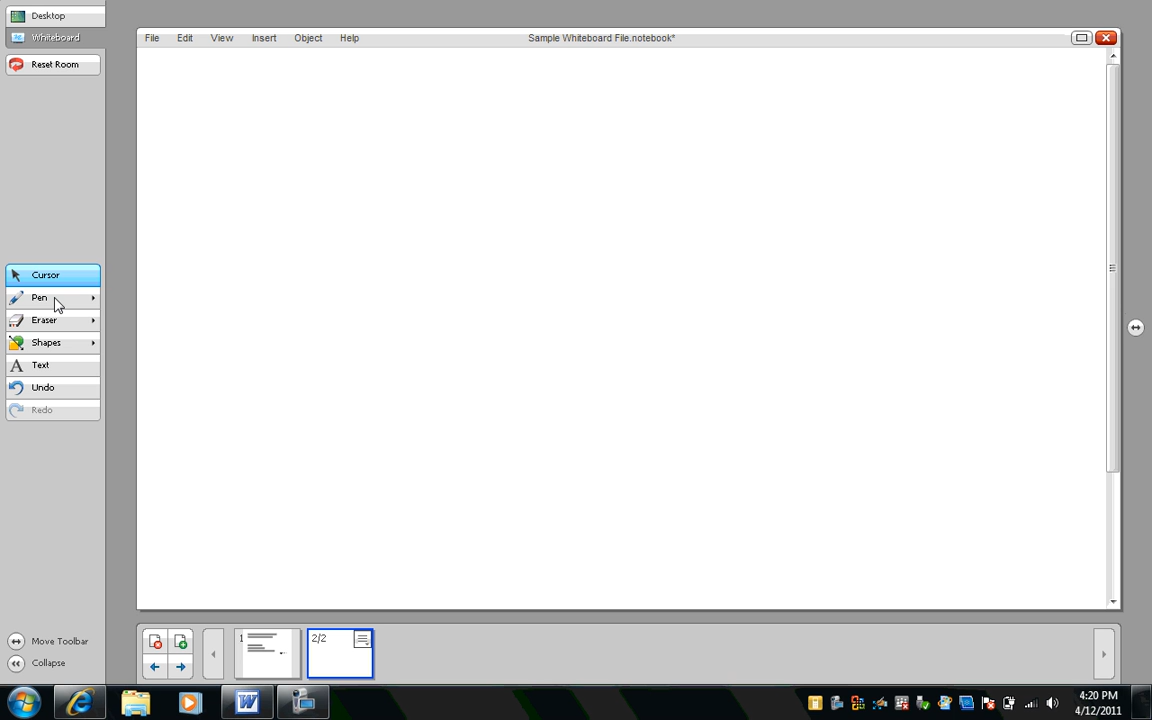 Desktop
Whiteboard
Reset Room
File Edit View Insert Object Help Sample Whiteboard File.notebook*
Cursor
Pen
Eraser
Shapes
A Text
Undo
Redo
Move Toolbar
Collapse
1 2/2
4:20 PM
4/12/2011